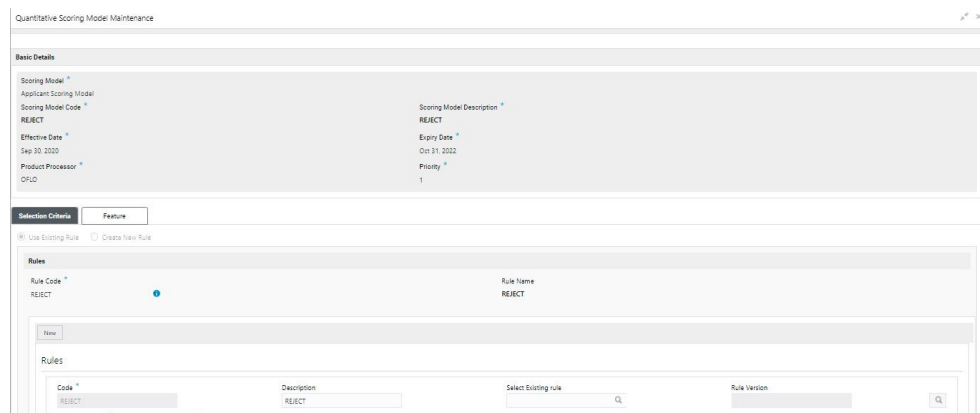 Quantitative Scoring Model Maintenance
Basic Details
Scoring Model *
Applicant Scoring Model
Scoring Model Code * Scoring Model Description *
REJECT REJECT
Effective Date * Expiry Date *
Sep 30, 2020 Oct 31, 2022
Product Processor * Priority *
OFLO 1
Selection Criteria Feature
Use Existing Rule Create New Rule
Rules
Rule Code * Rule Name
REJECT REJECT
New
Rules
Code * Description Select Existing rule Rule Version
REJECT REJECT